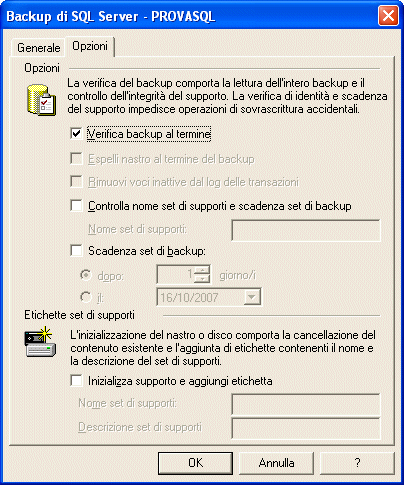 Backup di SQL Server - PROVASQL
Generale
Opzioni
Opzioni
La verifica del backup comporta la lettura dell'intero backup e il
controllo dell'integrità del supporto. La verifica di identità e scadenza
del supporto impedisce operazioni di sovrascrittura accidentali.
Verifica backup al termine
Espelli nastro al termine del backup
Rimuovi voci inattive dal log delle transazioni
Controlla nome set di supporti e scadenza set di backup
Nome set di supporti:
Scadenza set di backup:
dopo: 1 giorno/i
il: 16/10/2007
Etichette set di supporti
L'inizializzazione del nastro o disco comporta la cancellazione del
contenuto esistente e l'aggiunta di etichette contenenti il nome e
la descrizione del set di supporti.
Inizializza supporto e aggiungi etichetta
Nome set di supporti:
Descrizione set di supporti
OK
Annulla
?